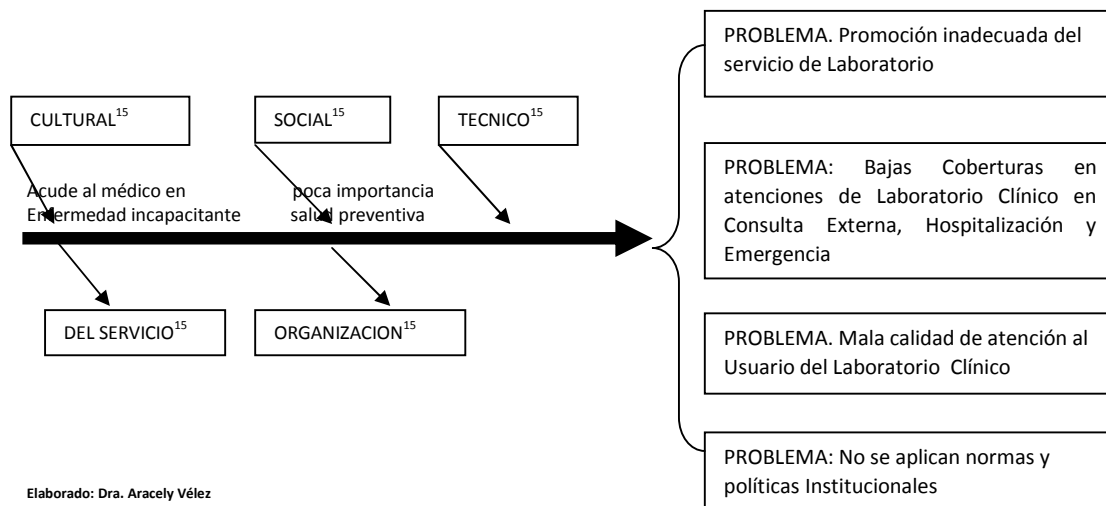 PROBLEMA. Promoción inadecuada del
servicio de Laboratorio
CULTURAL15
SOCIAL15
TECNICO15
Acude al médico en
Enfermedad incapacitante
poca importancia
salud preventiva
PROBLEMA: Bajas Coberturas en
atenciones de Laboratorio Clínico en
Consulta Externa, Hospitalización y
Emergencia
DEL SERVICIO15
ORGANIZACION15
PROBLEMA. Mala calidad de atención al
Usuario del Laboratorio Clínico
PROBLEMA: No se aplican normas y
políticas Institucionales
Elaborado: Dra. Aracely Vélez